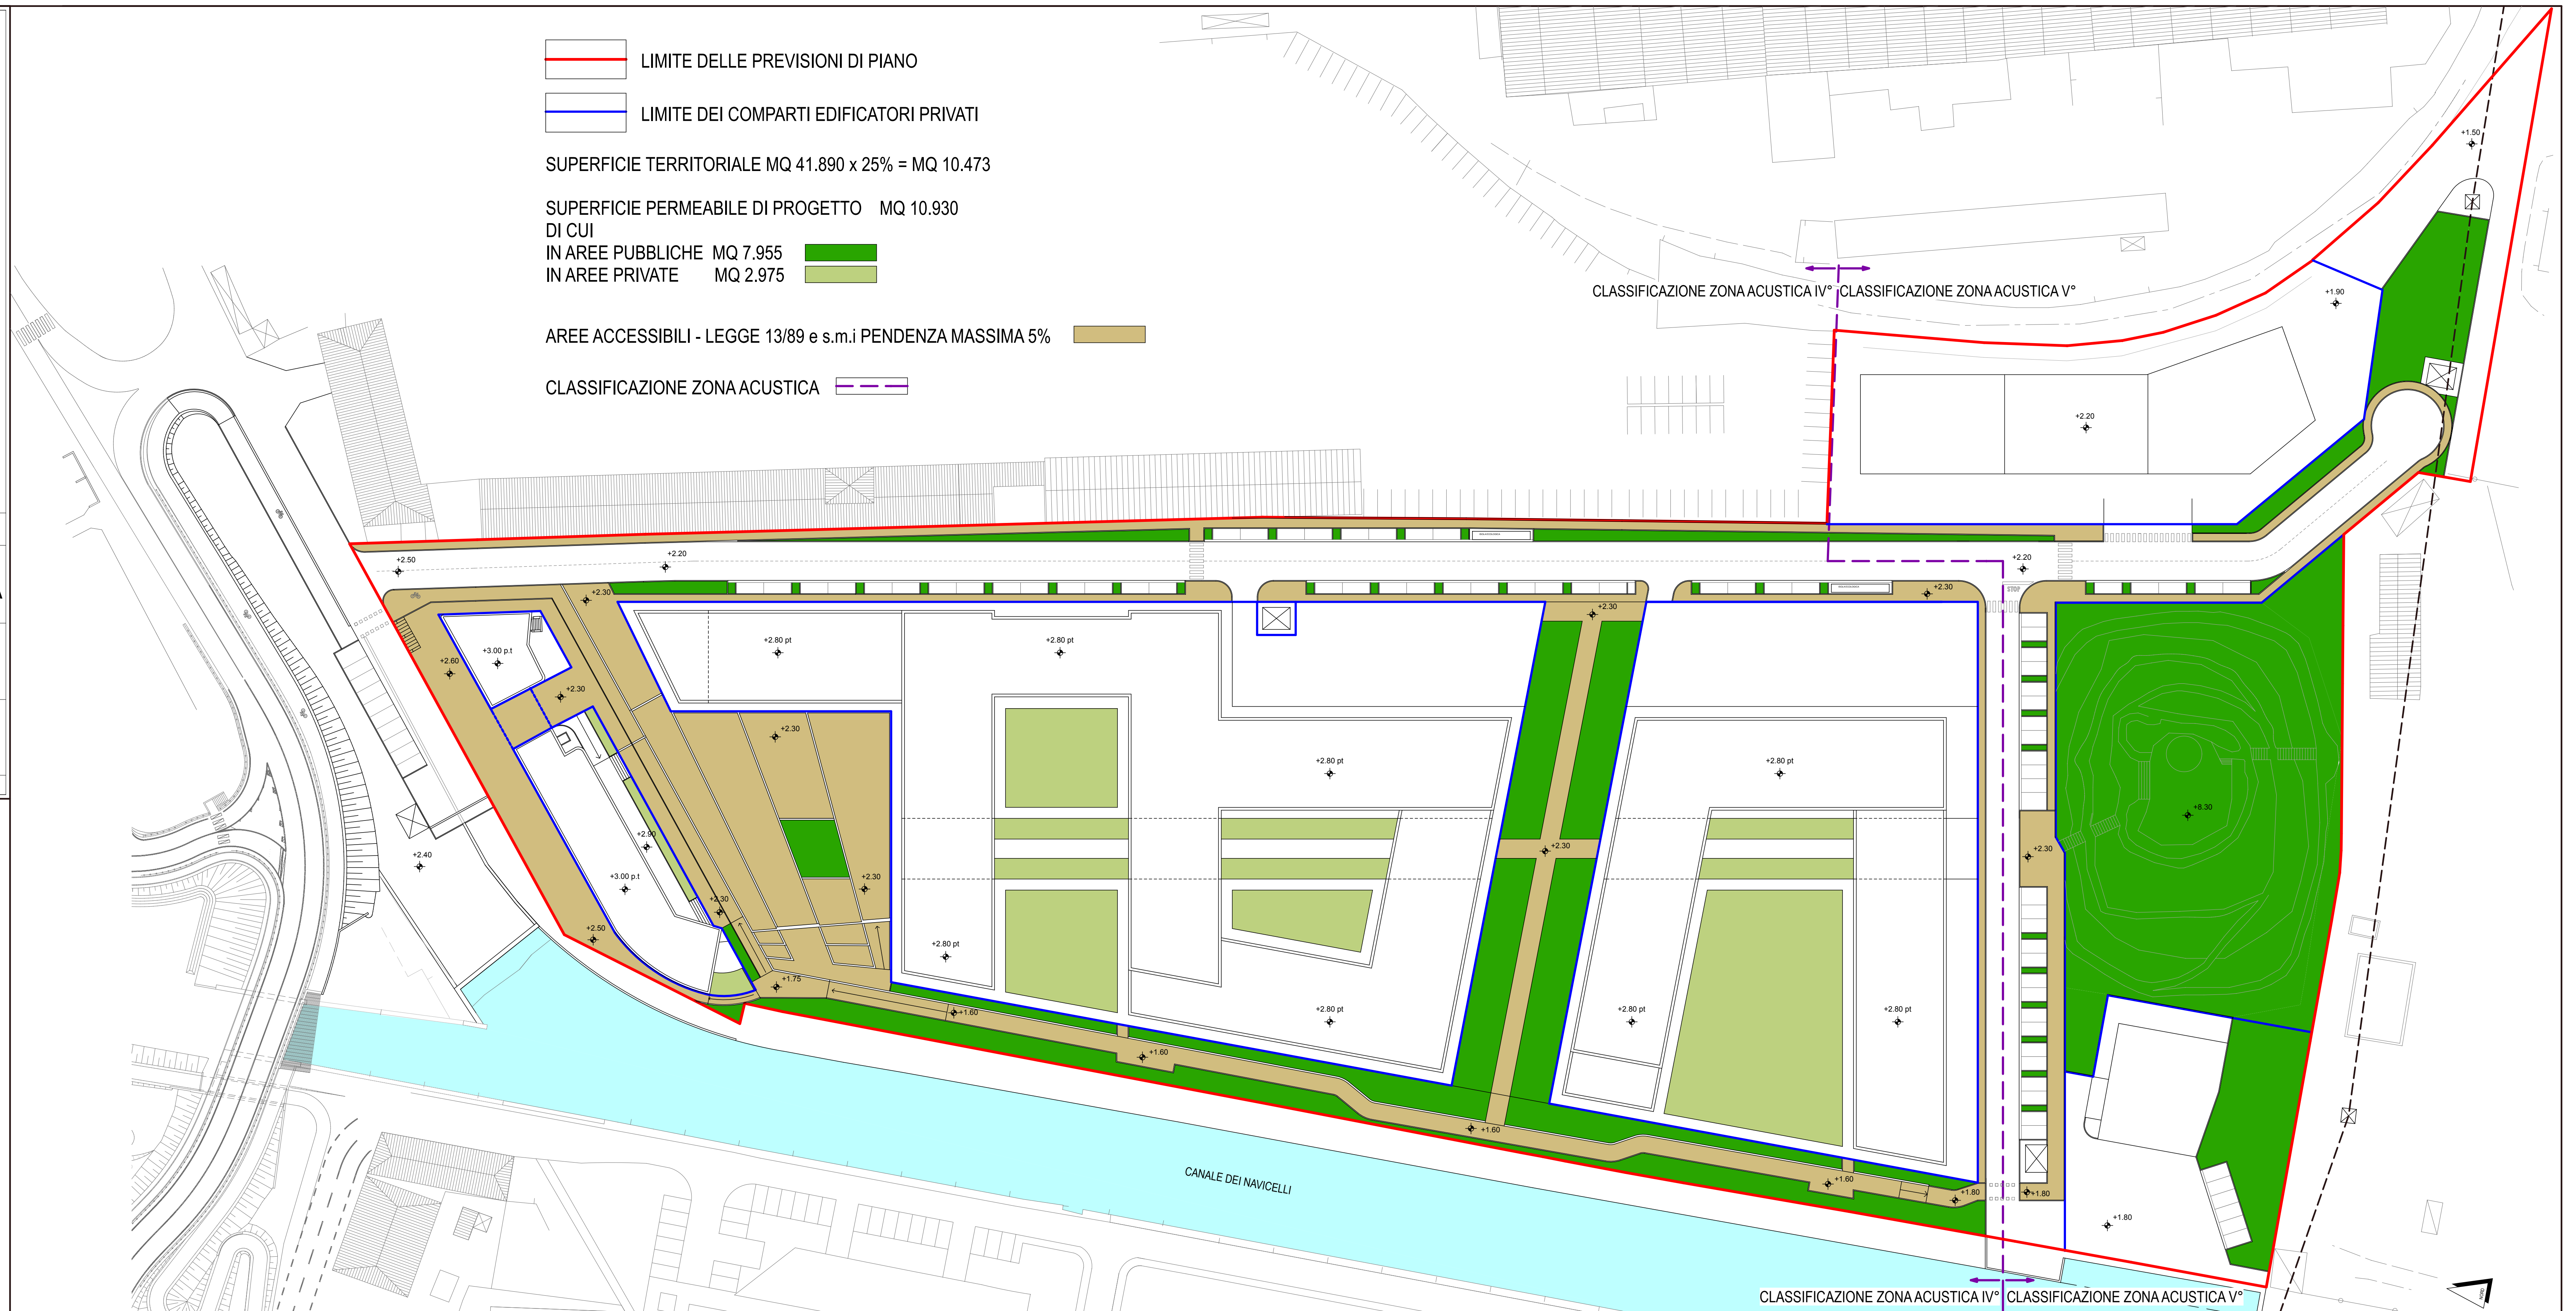 LIMITE DELLE PREVISIONI DI PIANO
LIMITE DEI COMPARTI EDIFICATORI PRIVATI
SUPERFICIE TERRITORIALE MQ 41.890 x 25% = MQ 10.473
SUPERFICIE PERMEABILE DI PROGETTO MQ 10.930
DI CUI
IN AREE PUBBLICHE MQ 7.955
IN AREE PRIVATE MQ 2.975
AREE ACCESSIBILI - LEGGE 13/89 e s.m.i PENDENZA MASSIMA 5%
CLASSIFICAZIONE ZONA ACUSTICA
+1.50
CLASSIFICAZIONE ZONA ACUSTICA IV° CLASSIFICAZIONE ZONA ACUSTICA V°
+1.90
+2.20
+2.50
+2.20
+2.20
+2.30
+2.30
+2.30
STOP
+2.80 pt
+2.80 pt
+3.00 p.t
+2.60
+2.30
+2.30
+2.80 pt
+2.80 pt
+8.30
+2.90
+2.30
+2.30
+2.40
+3.00 p.t
+2.30
+2.30
+2.50
+2.80 pt
+1.75
+1.60
+2.80 pt
+2.80 pt
+2.80 pt
+1.60
+1.60
CANALE DEI NAVICELLI
+1.60
+1.80
+1.80
+1.80
CLASSIFICAZIONE ZONA ACUSTICA IV° CLASSIFICAZIONE ZONA ACUSTICA V°